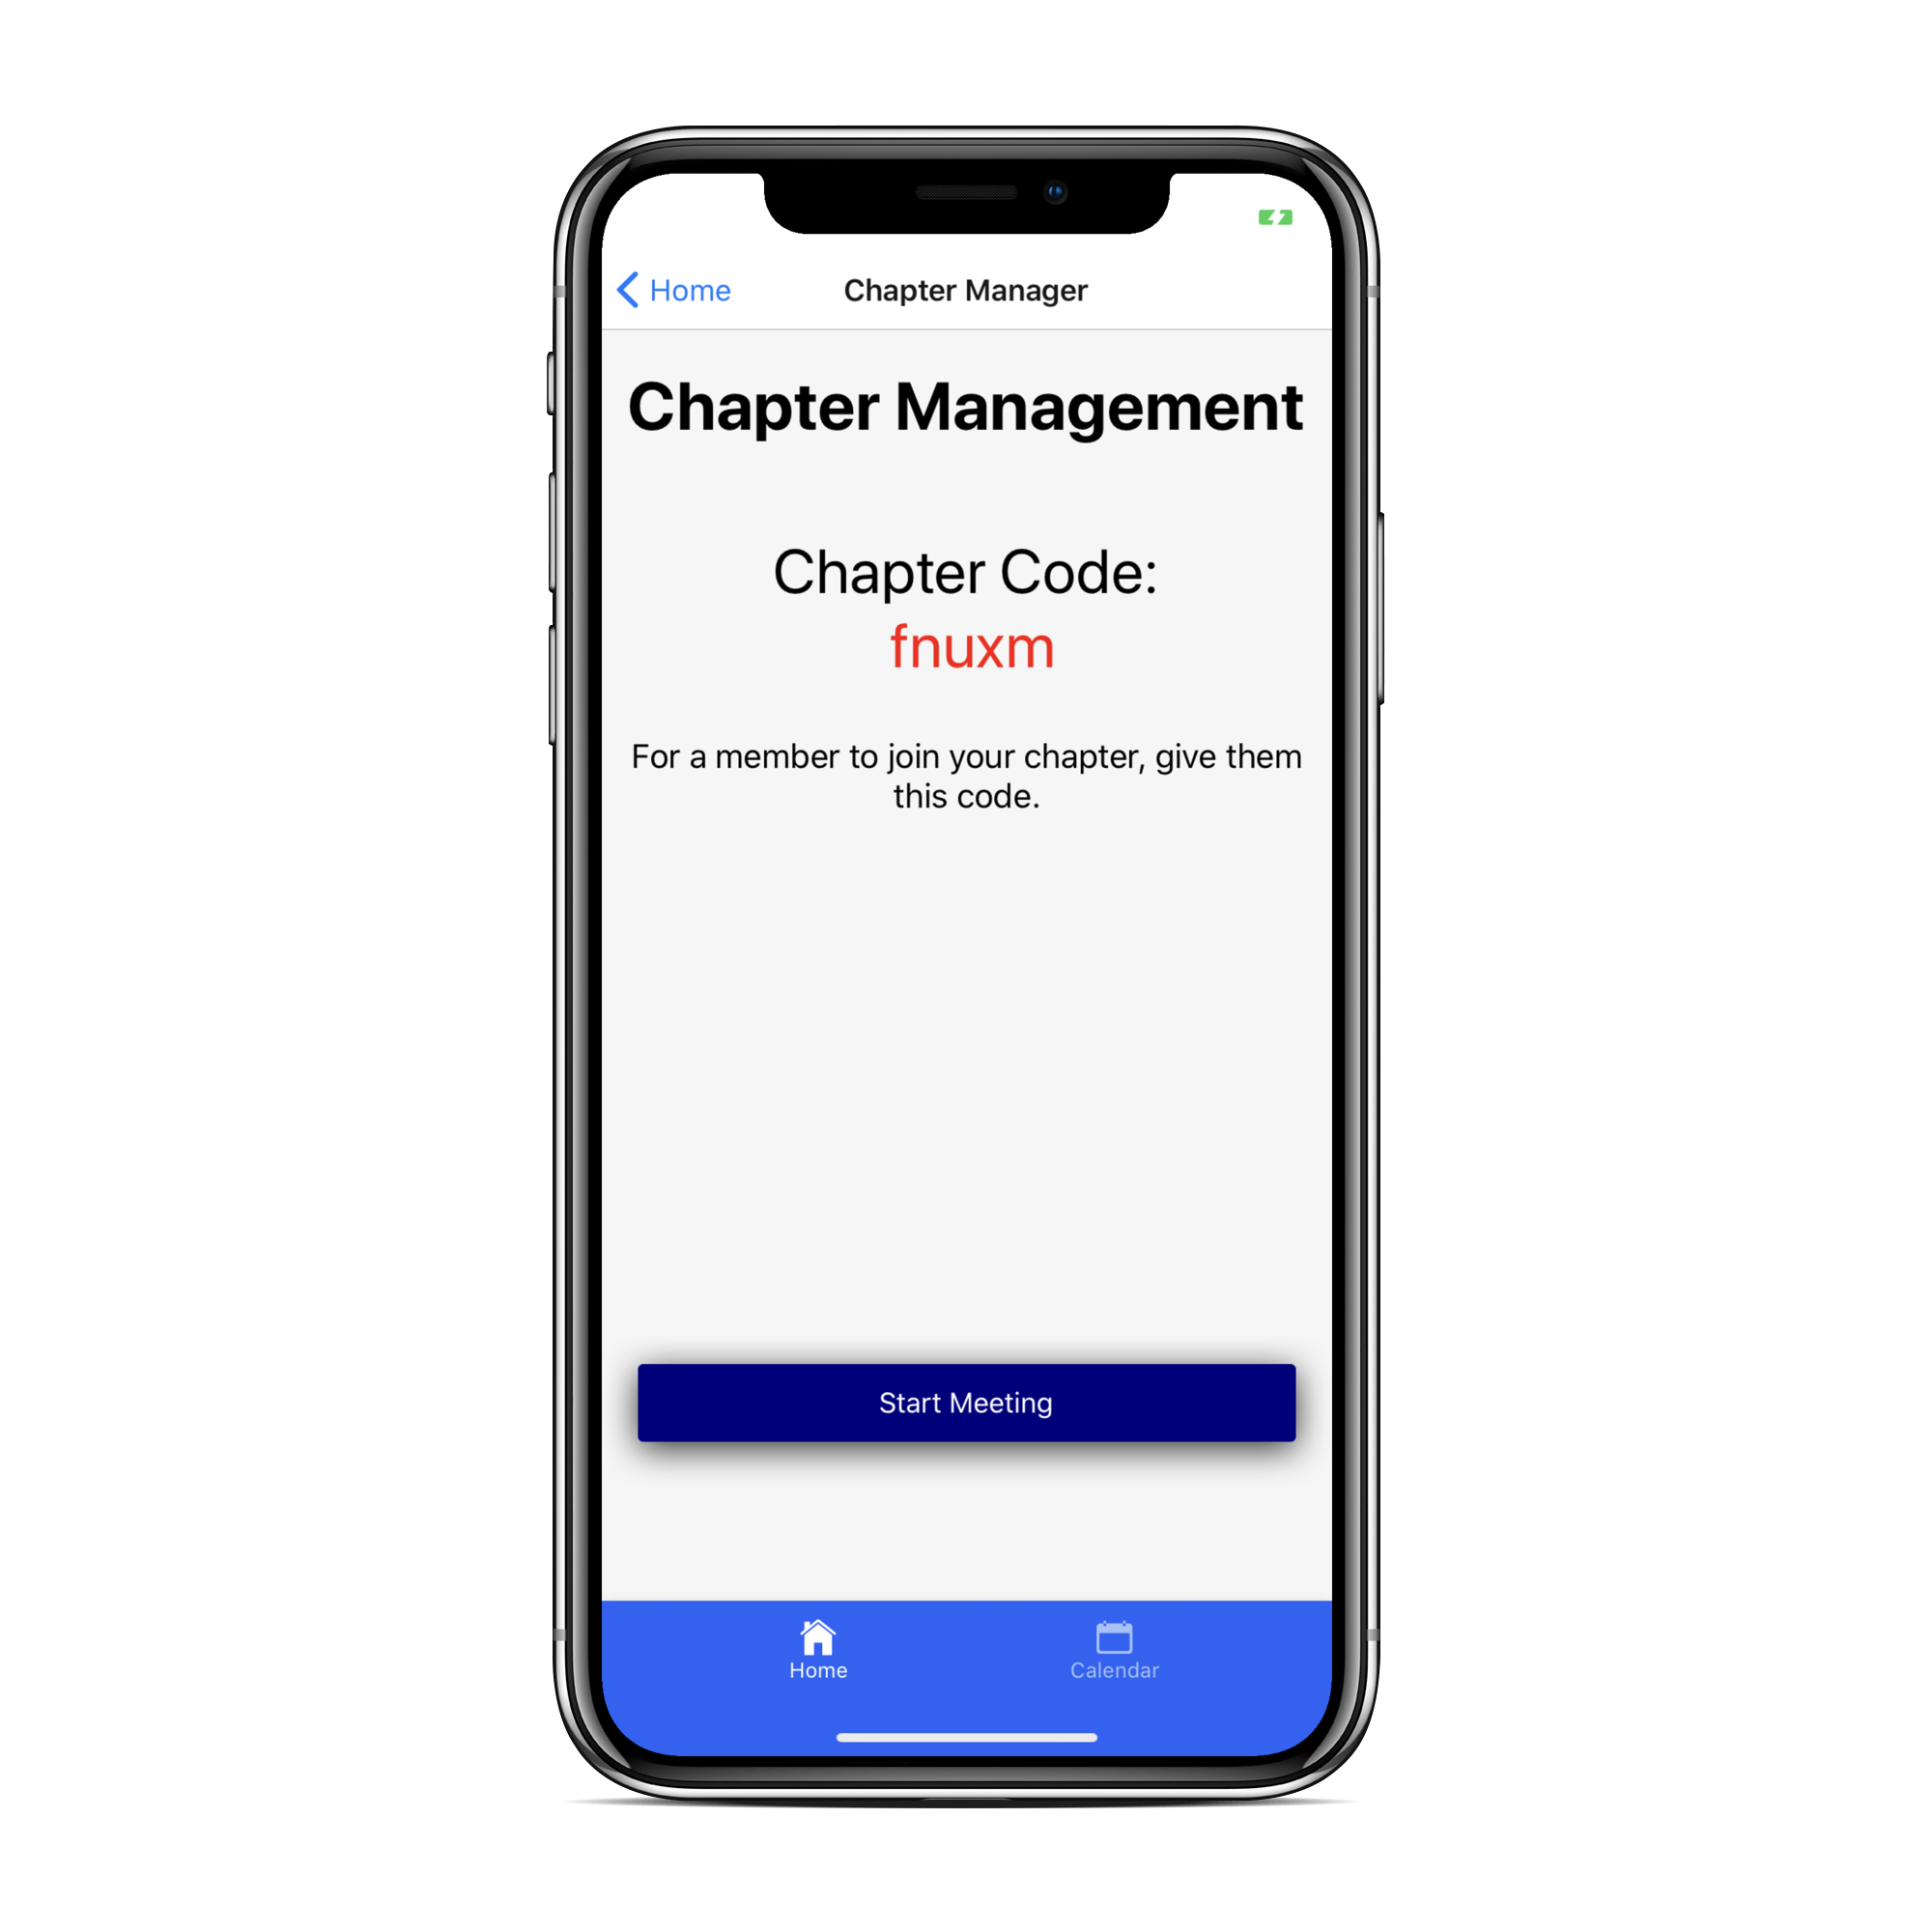 Home
Chapter Manager
Chapter Management
Chapter Code:
fnuxm
For a member to join your chapter, give them
this code.
Start Meeting
Home
Calendar